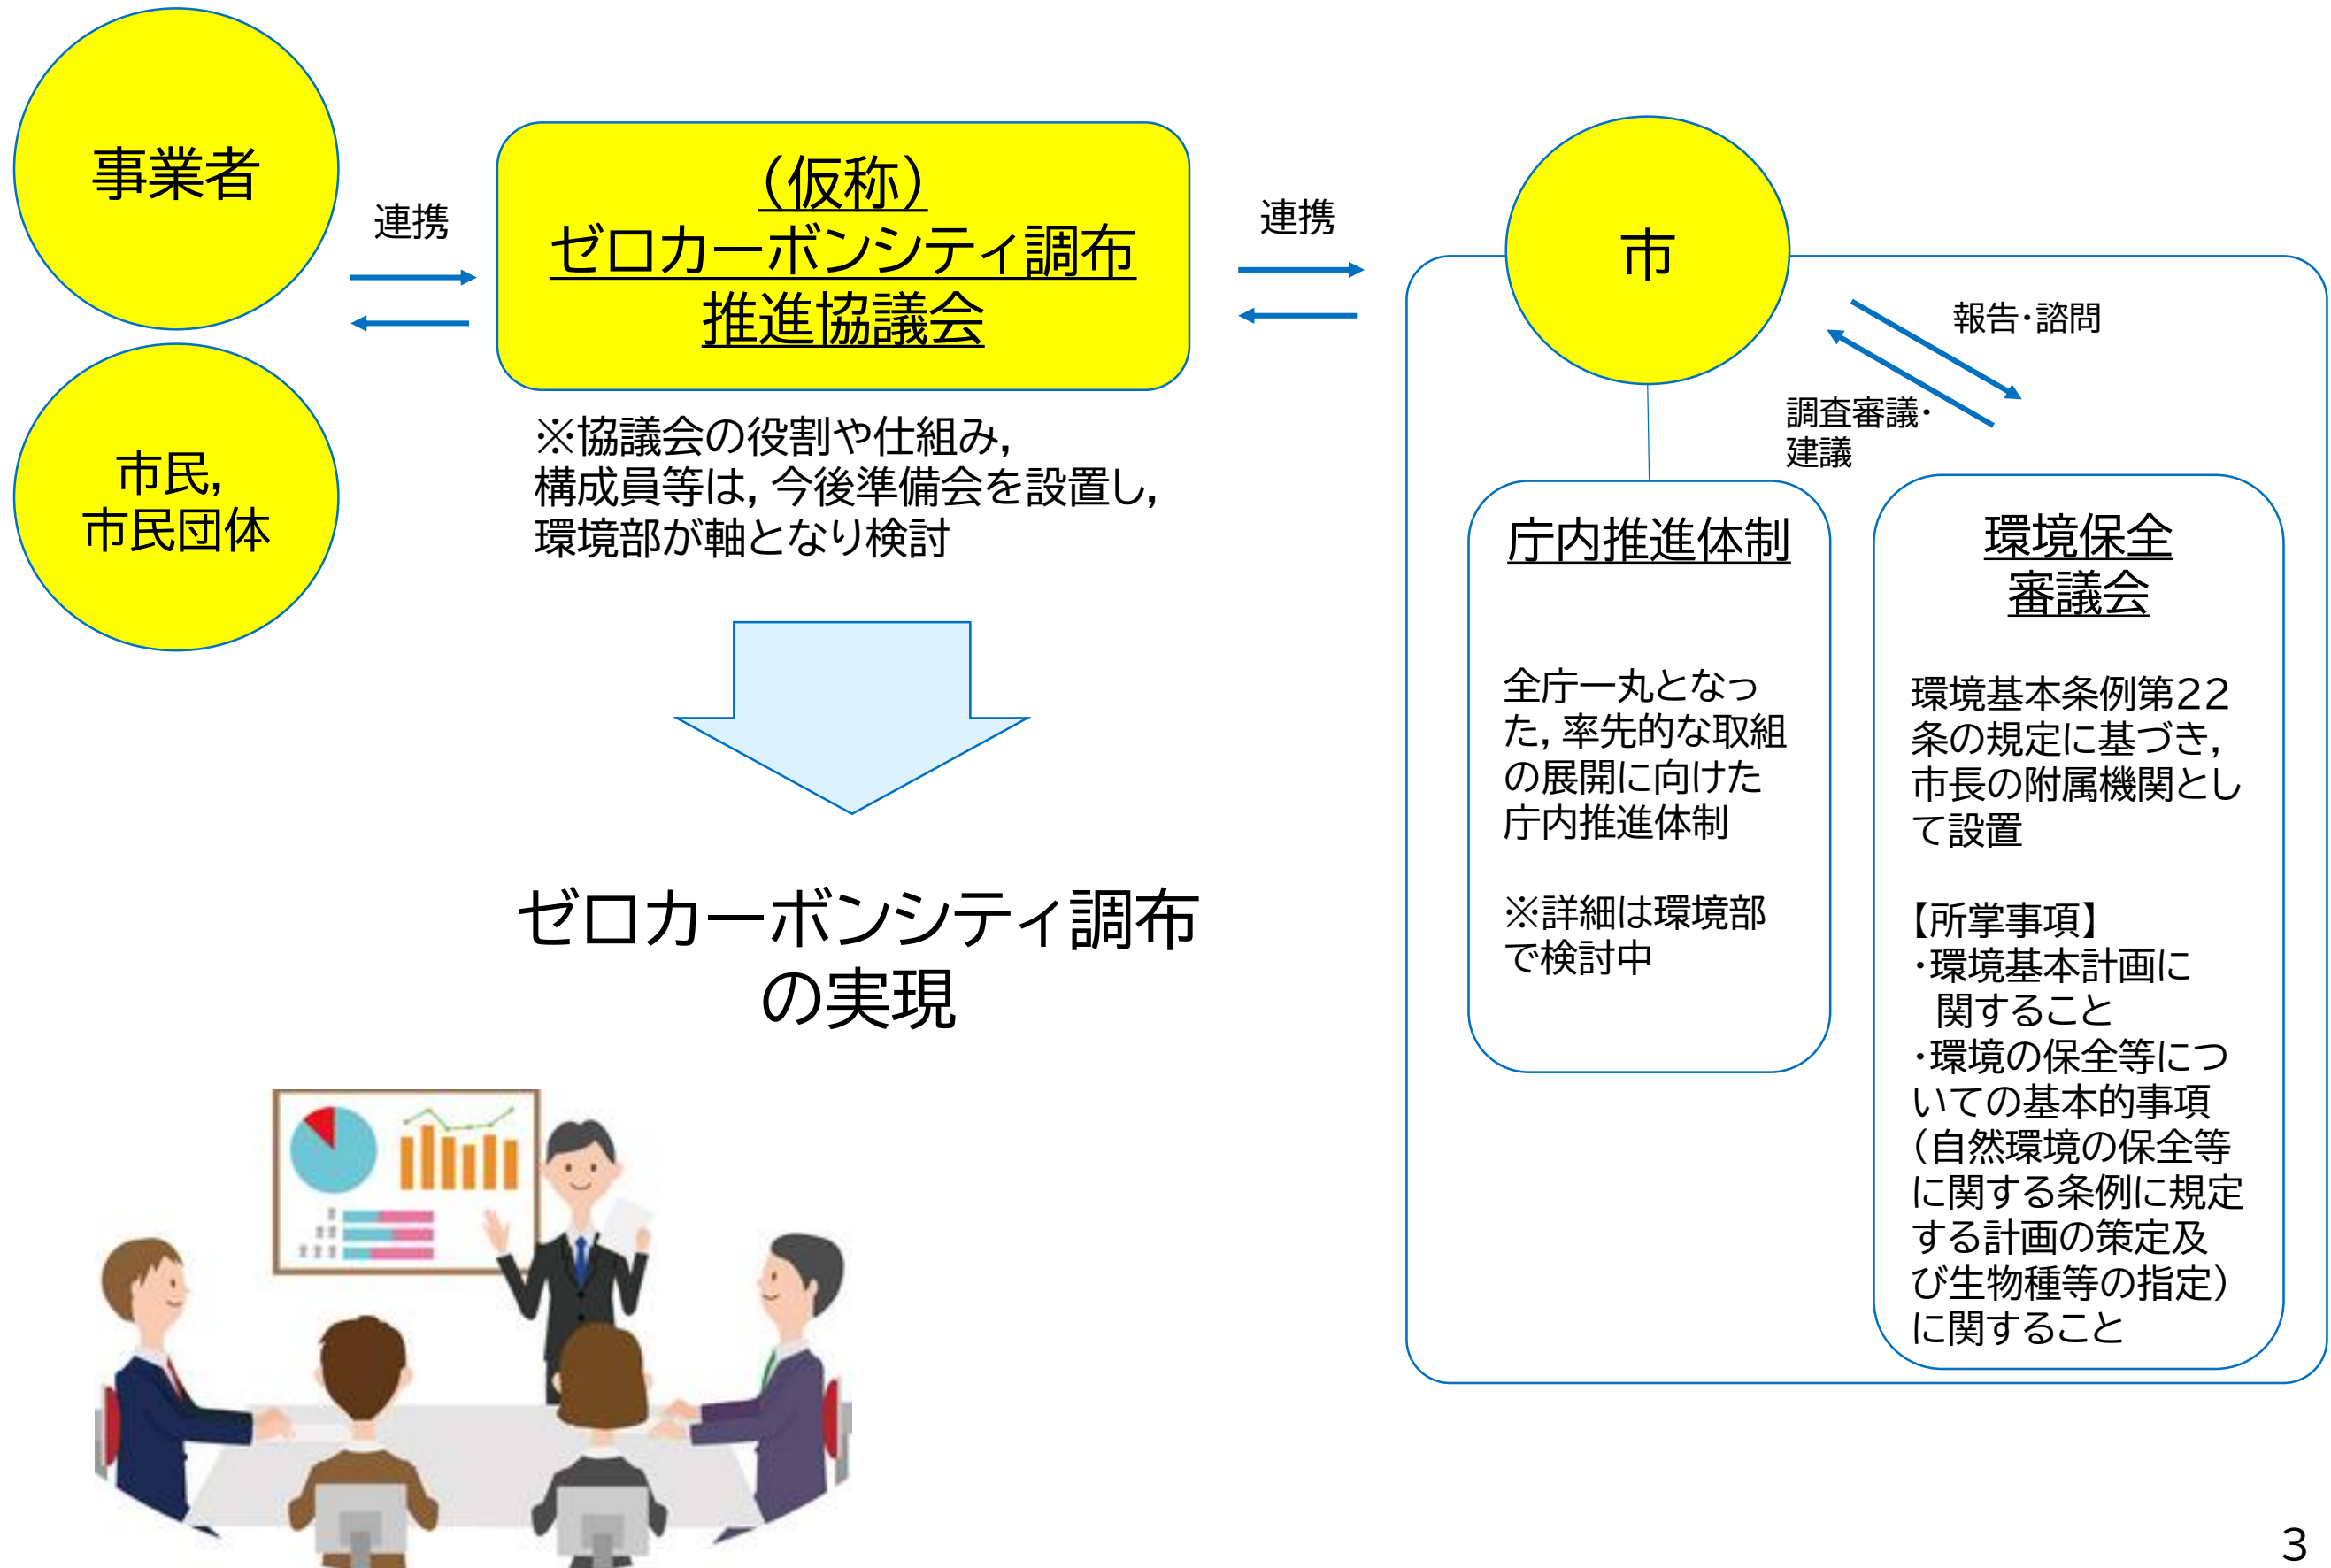 事業者
市民，
市民団体
連携
（仮称）
ゼロカーボンシティ調布
推進協議会
※協議会の役割や仕組み，
構成員等は，今後準備会を設置し，
環境部が軸となり検討
ゼロカーボンシティ調布
の実現
連携
市
報告・諮問
調査審議・
建議
庁内推進体制
全庁一丸となっ
た，率先的な取組
の展開に向けた
庁内推進体制
※詳細は環境部
で検討中
環境保全
審議会
環境基本条例第２２
条の規定に基づき，
市長の附属機関とし
て設置
【所掌事項】
・環境基本計画に
関すること
・環境の保全等につ
いての基本的事項
（自然環境の保全等
に関する条例に規定
する計画の策定及
び生物種等の指定）
に関すること
3